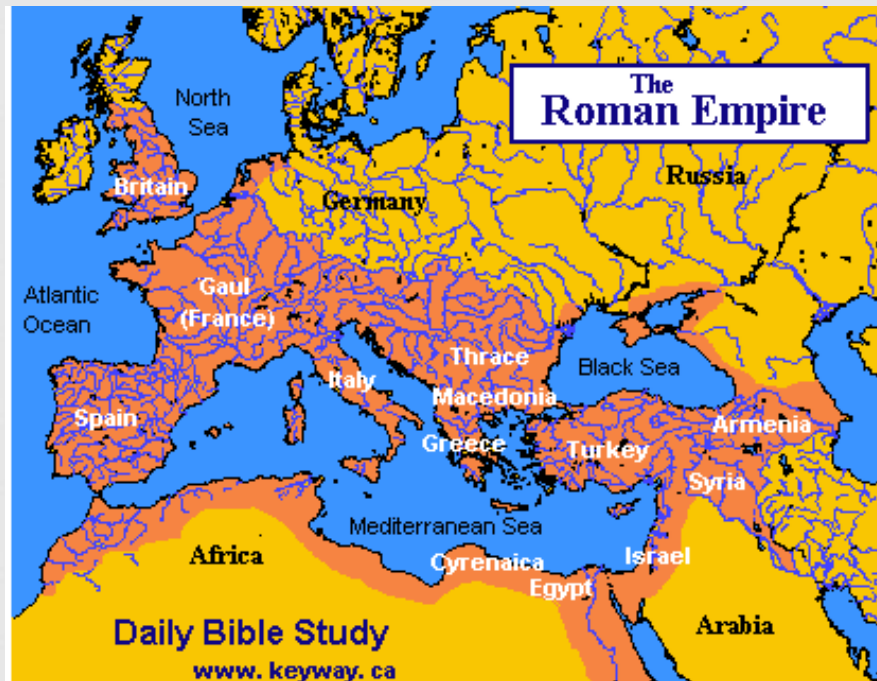 The
Roman Empire
North
Sea
Russia
Britain
Germany
Gaul
(France)
Atlantic
Ocean
Thrace
Black Sea
Italy
Macedonia
Spain
Armenia
Greece
Turkey
Syria
Mediterranean Sea
Africa
Cyrenaica
Israel
Egypt
Arabia
Daily Bible Study
www.keyway.ca